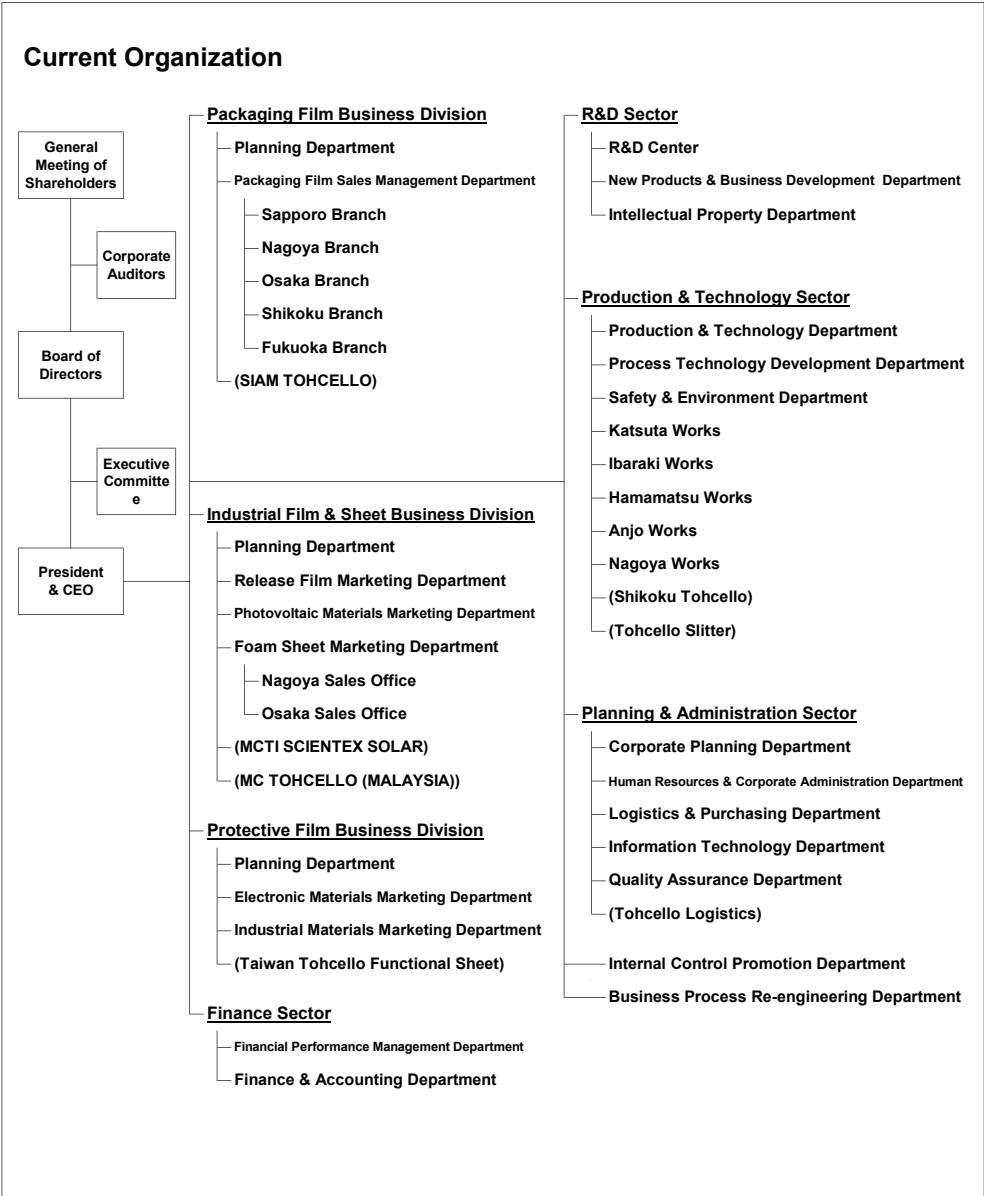 Current Organization
General
Meeting of
Shareholders
Corporate
Auditors
Board of
Directors
Executive
Committe
e
President
& CEO
Packaging Film Business Division
Planning Department
Packaging Film Sales Management Department
Sapporo Branch
Nagoya Branch
Osaka Branch
Shikoku Branch
Fukuoka Branch
(SIAM TOHCELLO)
Industrial Film & Sheet Business Division
Planning Department
Release Film Marketing Department
Photovoltaic Materials Marketing Department
Foam Sheet Marketing Department
Nagoya Sales Office
Osaka Sales Office
(MCTI SCIENTEX SOLAR)
(MC TOHCELLO (MALAYSIA))
Protective Film Business Division
Planning Department
Electronic Materials Marketing Department
Industrial Materials Marketing Department
(Taiwan Tohcello Functional Sheet)
Finance Sector
Financial Performance Management Department
Finance & Accounting Department
R&D Sector
R&D Center
New Products & Business Development Department
Intellectual Property Department
Production & Technology Sector
Production & Technology Department
Process Technology Development Department
Safety & Environment Department
Katsuta Works
Ibaraki Works
Hamamatsu Works
Anjo Works
Nagoya Works
(Shikoku Tohcello)
(Tohcello Slitter)
Planning & Administration Sector
Corporate Planning Department
Human Resources & Corporate Administration Department
Logistics & Purchasing Department
Information Technology Department
Quality Assurance Department
(Tohcello Logistics)
Internal Control Promotion Department
Business Process Re-engineering Department